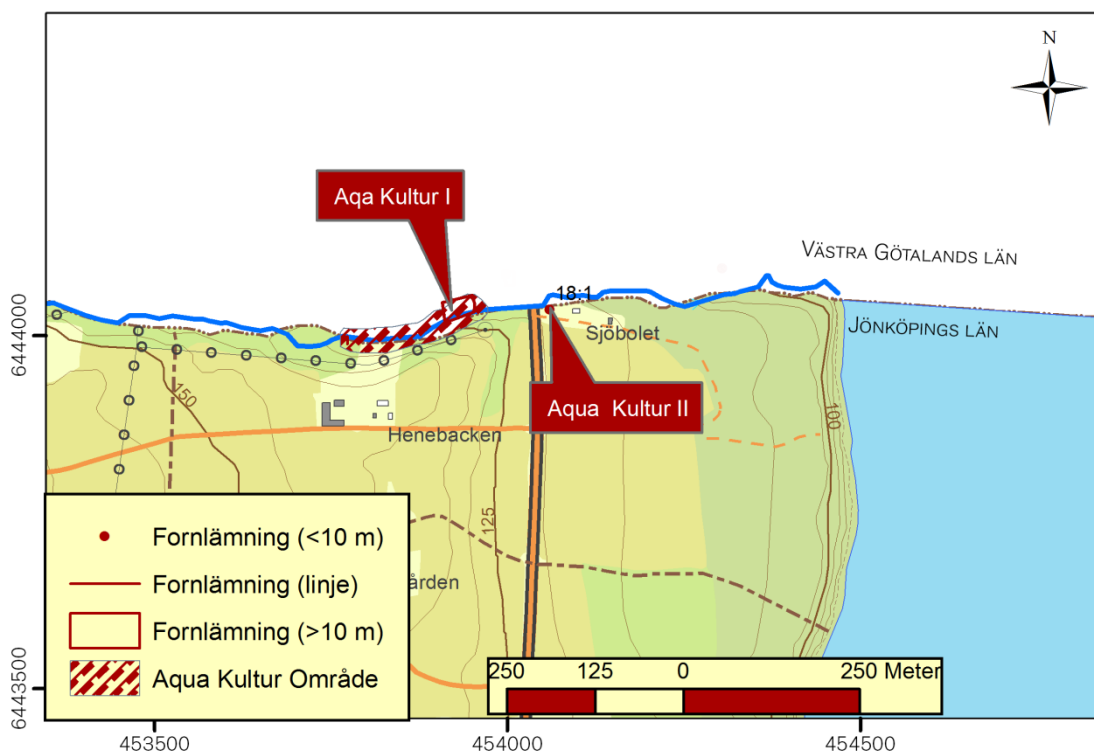 N
Aqa Kultur I
VÄSTRA GÖTALANDS LÄN
18:1
6444000
Sjöbolet
JÖNKÖPINGS LÄN
150
Aqua Kultur II
100
Henebacken
125
Fornlämning (<10 m)
Fornlämning (linje)
ården
Fornlämning (>10 m)
Aqua Kultur Område
250 125 0 250 Meter
6443500
453500 454000 454500